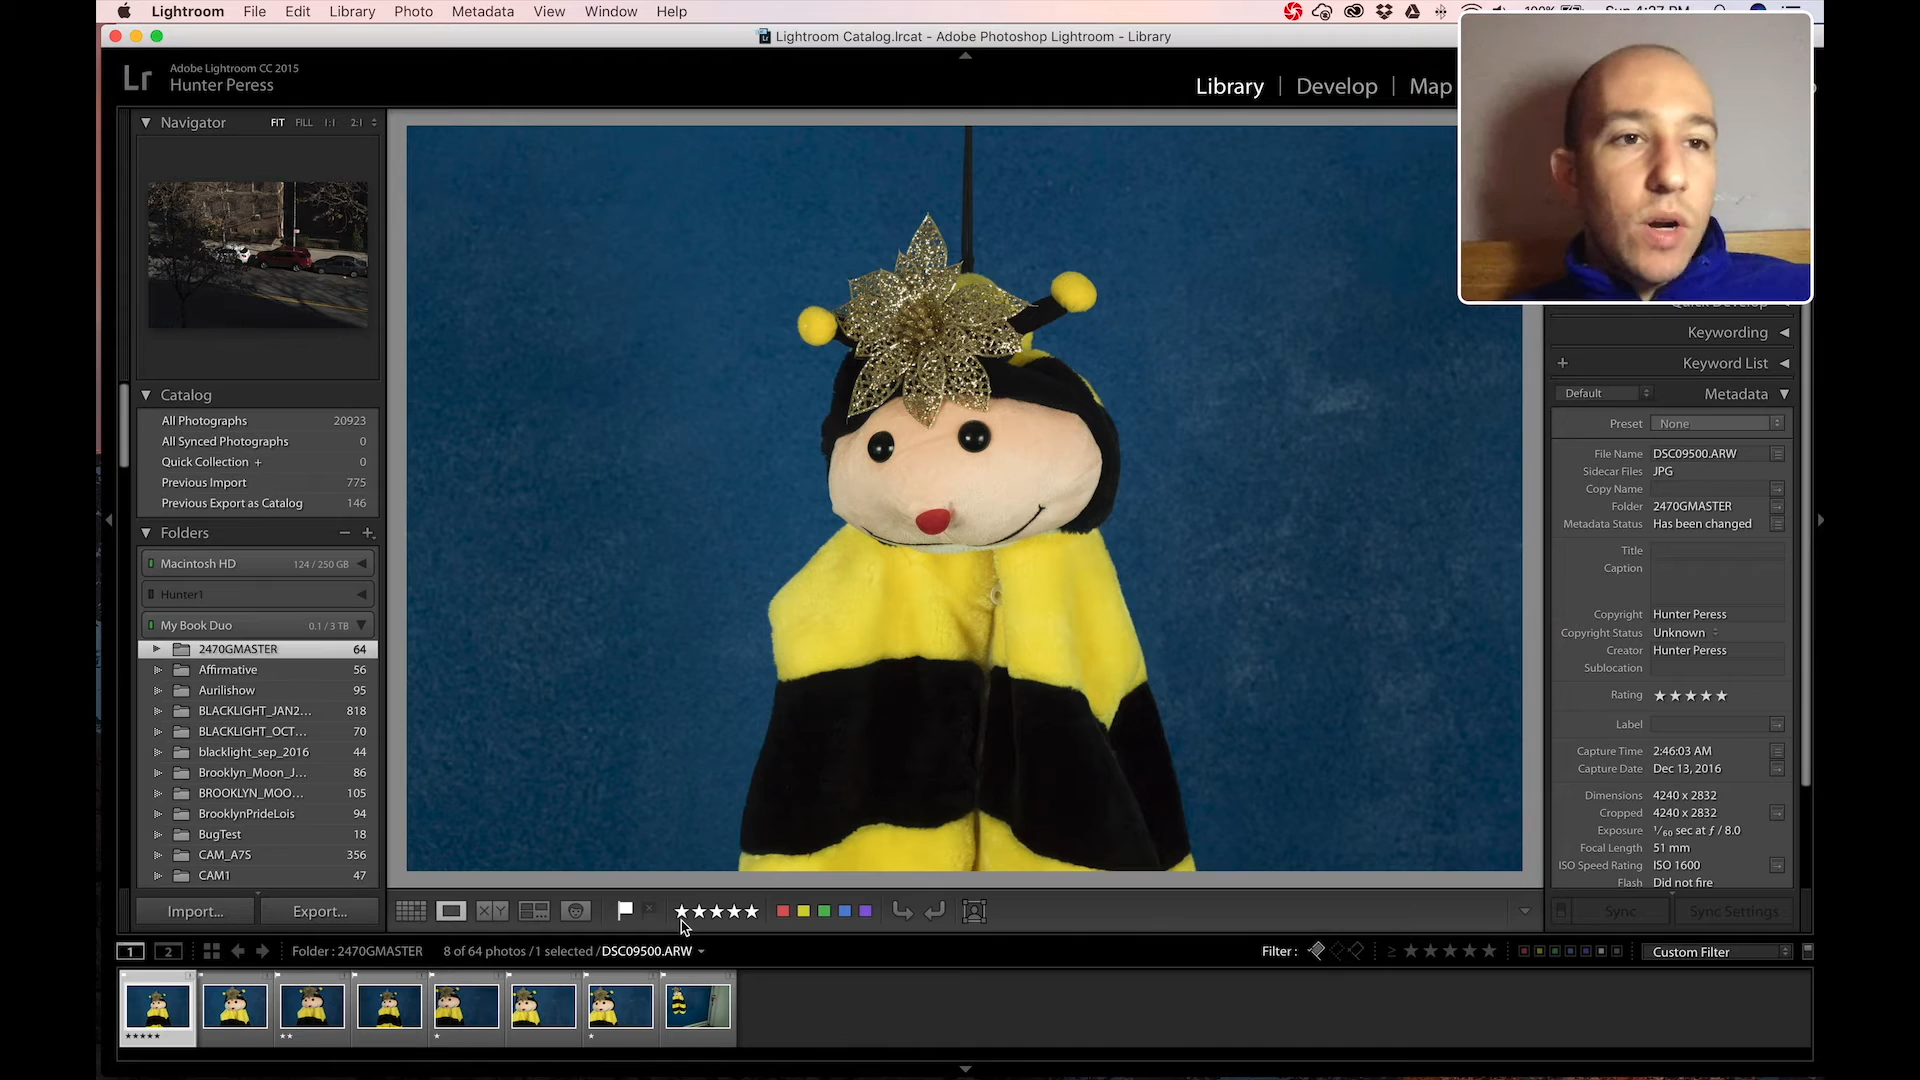 Lightroom File Edit Library Photo Metadata View Window Help
Lightroom Catalog.lrcat - Adobe Photoshop Lightroom - Library
Lr Adobe Lightroom CC 2015
Hunter Peress
Library | Develop | Map
Navigator FIT FILL 1:1 2:1
Catalog
All Photographs 20923
All Synced Photographs 0
Quick Collection + 0
Previous Import 775
Previous Export as Catalog 146
Folders
Macintosh HD 124 / 250 GB
Hunter1
My Book Duo 0.1 / 3 TB
2470GMASTER 64
Affirmative 56
Aurilishow 95
BLACKLIGHT_JAN2... 818
BLACKLIGHT_OCT... 70
blacklight_sep_2016 44
Brooklyn_Moon_J... 86
BROOKLYN_MOO... 105
BrooklynPrideLois 94
BugTest 18
CAM_A7S 356
CAM1 47
Import... Export...
Keywording
Keyword List
Default Metadata
Preset None
File Name DSC09500.ARW
Sidecar Files JPG
Copy Name
Folder 2470GMASTER
Metadata Status Has been changed
Title
Caption
Copyright Hunter Peress
Copyright Status Unknown
Creator Hunter Peress
Sublocation
Rating ★★★★★
Label
Capture Time 2:46:03 AM
Capture Date Dec 13, 2016
Dimensions 4240 x 2832
Cropped 4240 x 2832
Exposure 1/60 sec at ƒ / 8.0
Focal Length 51 mm
ISO Speed Rating ISO 1600
Flash Did not fire
Sync Sync Settings
XY
1 2 Folder : 2470GMASTER 8 of 64 photos / 1 selected / DSC09500.ARW Filter : Custom Filter